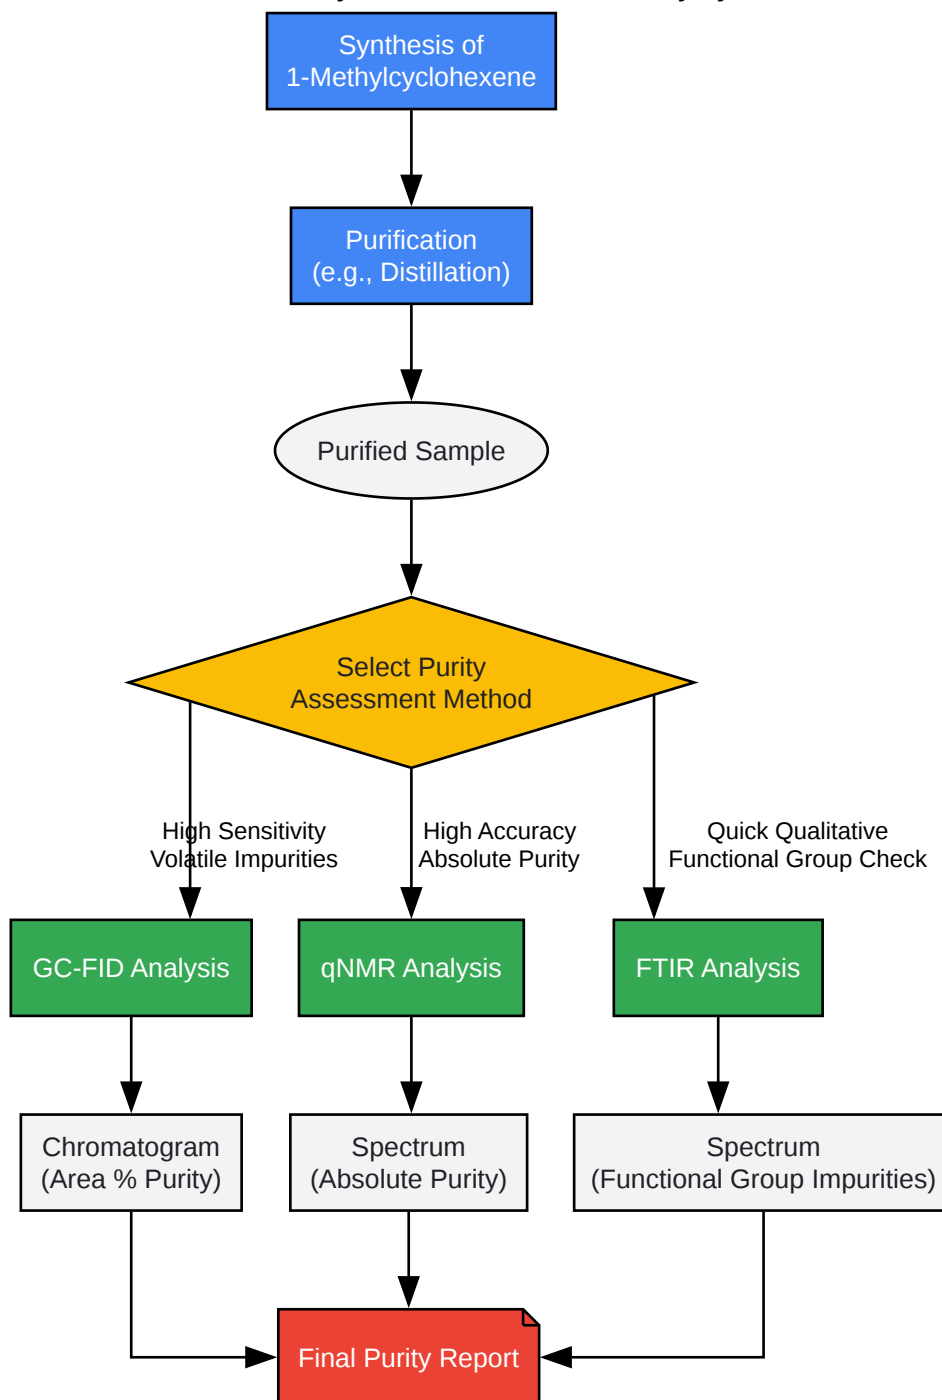 Synthesis of
1-Methylcyclohexene
Purification
(e.g., Distillation)
Purified Sample
Select Purity
Assessment Method
High Sensitivity
Volatile Impurities
High Accuracy
Absolute Purity
Quick Qualitative
Functional Group Check
GC-FID Analysis
qNMR Analysis
FTIR Analysis
Chromatogram
(Area % Purity)
Spectrum
(Absolute Purity)
Spectrum
(Functional Group Impurities)
Final Purity Report